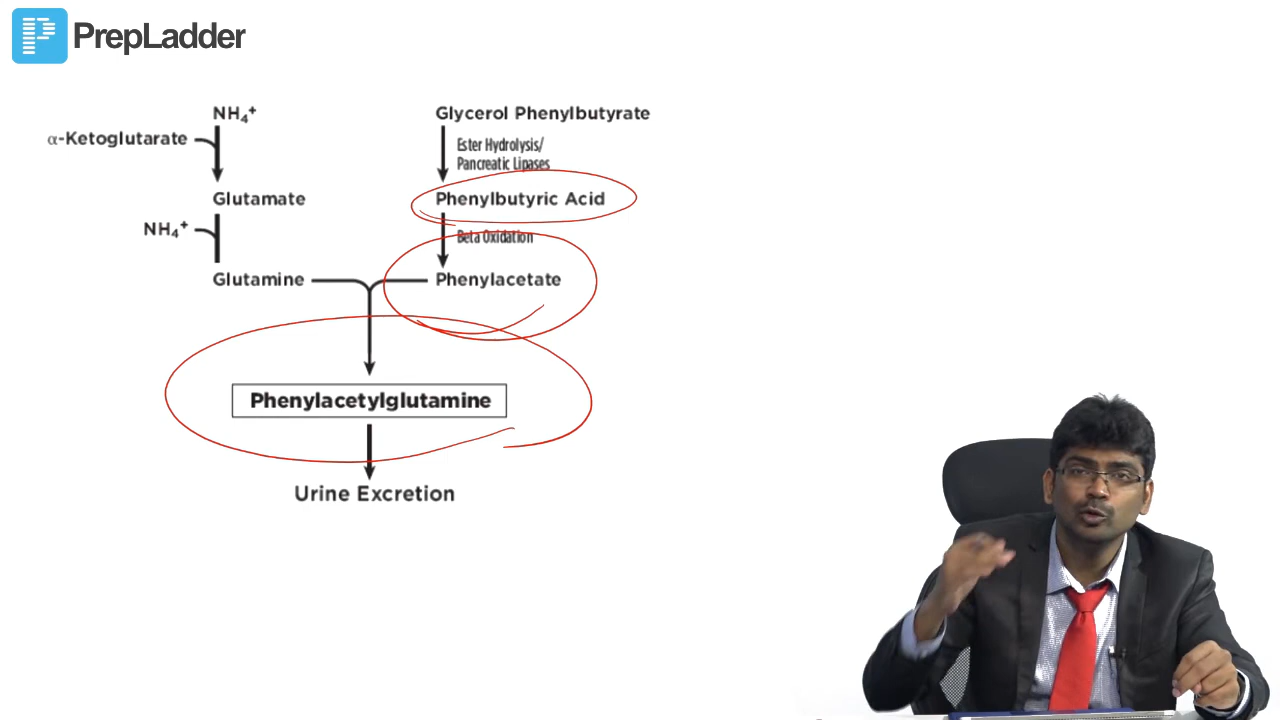 PrepLadder
NH₄⁺
α-Ketoglutarate
Glutamate
NH₄⁺
Glutamine
Glycerol Phenylbutyrate
Ester Hydrolysis/
Pancreatic Lipases
Phenylbutyric Acid
Beta Oxidation
Phenylacetate
Phenylacetylglutamine
Urine Excretion